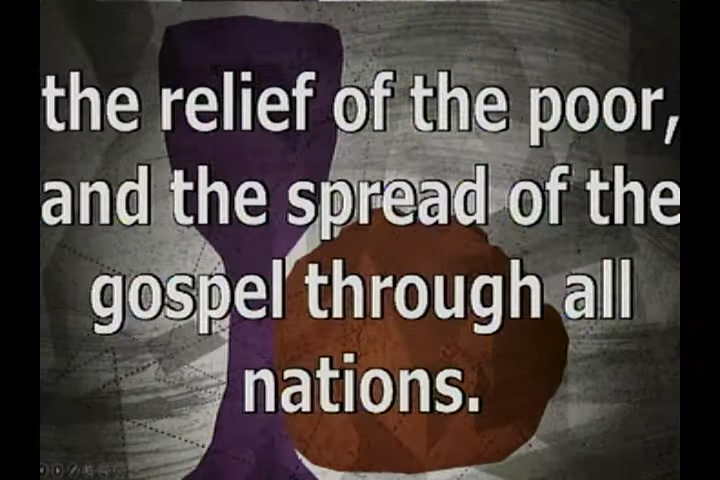 the relief of the poor,
and the spread of the
gospel through all
nations.